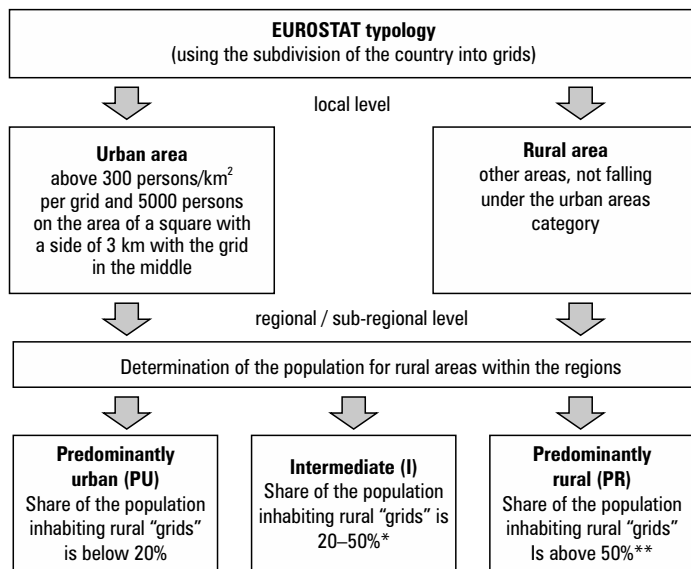 EUROSTAT typology
(using the subdivision of the country into grids)
local level
Urban area
above 300 persons/km²
per grid and 5000 persons
on the area of a square with
a side of 3 km with the grid
in the middle
Rural area
other areas, not falling
under the urban areas
category
regional / sub-regional level
Determination of the population for rural areas within the regions
Predominantly
urban (PU)
Share of the population
inhabiting rural “grids”
is below 20%
Intermediate (I)
Share of the population
inhabiting rural “grids” is
20–50%*
Predominantly
rural (PR)
Share of the population
inhabiting rural “grids”
Is above 50%**